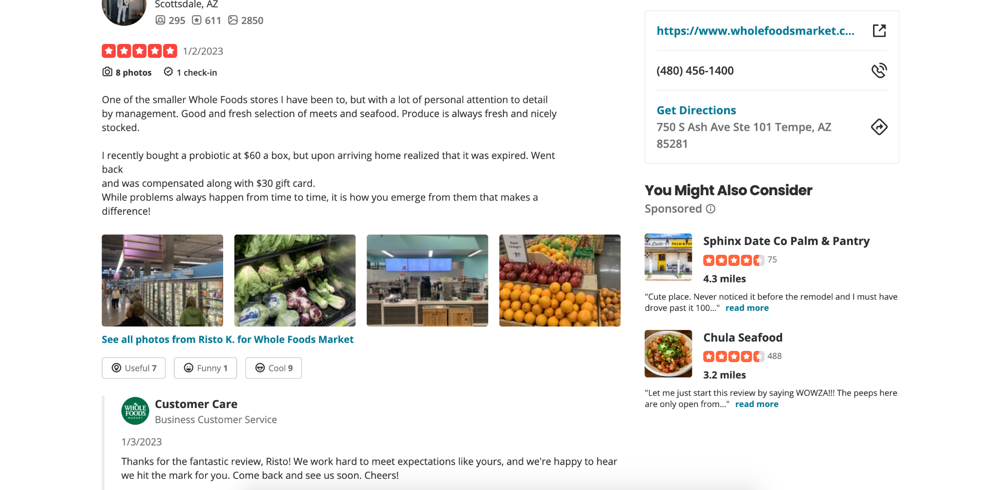 Scottsdale, AZ
295 611 2850
1/2/2023
8 photos 1 check-in
One of the smaller Whole Foods stores I have been to, but with a lot of personal attention to detail
by management. Good and fresh selection of meets and seafood. Produce is always fresh and nicely
stocked.
I recently bought a probiotic at $60 a box, but upon arriving home realized that it was expired. Went
back
and was compensated along with $30 gift card.
While problems always happen from time to time, it is how you emerge from them that makes a
difference!
Navel
Oranges
See all photos from Risto K. for Whole Foods Market
Useful 7 Funny 1 Cool 9
WHOLE
FOODS
MARKET
Customer Care
Business Customer Service
1/3/2023
Thanks for the fantastic review, Risto! We work hard to meet expectations like yours, and we're happy to hear
we hit the mark for you. Come back and see us soon. Cheers!
https://www.wholefoodsmarket.c...
(480) 456-1400
Get Directions
750 S Ash Ave Ste 101 Tempe, AZ
85281
You Might Also Consider
Sponsored
PALM & PAN
Sphinx Date Co Palm & Pantry
75
4.3 miles
"Cute place. Never noticed it before the remodel and I must have
drove past it 100..." read more
Chula Seafood
488
3.2 miles
"Let me just start this review by saying WOWZA!!! The peeps here
are only open from..." read more